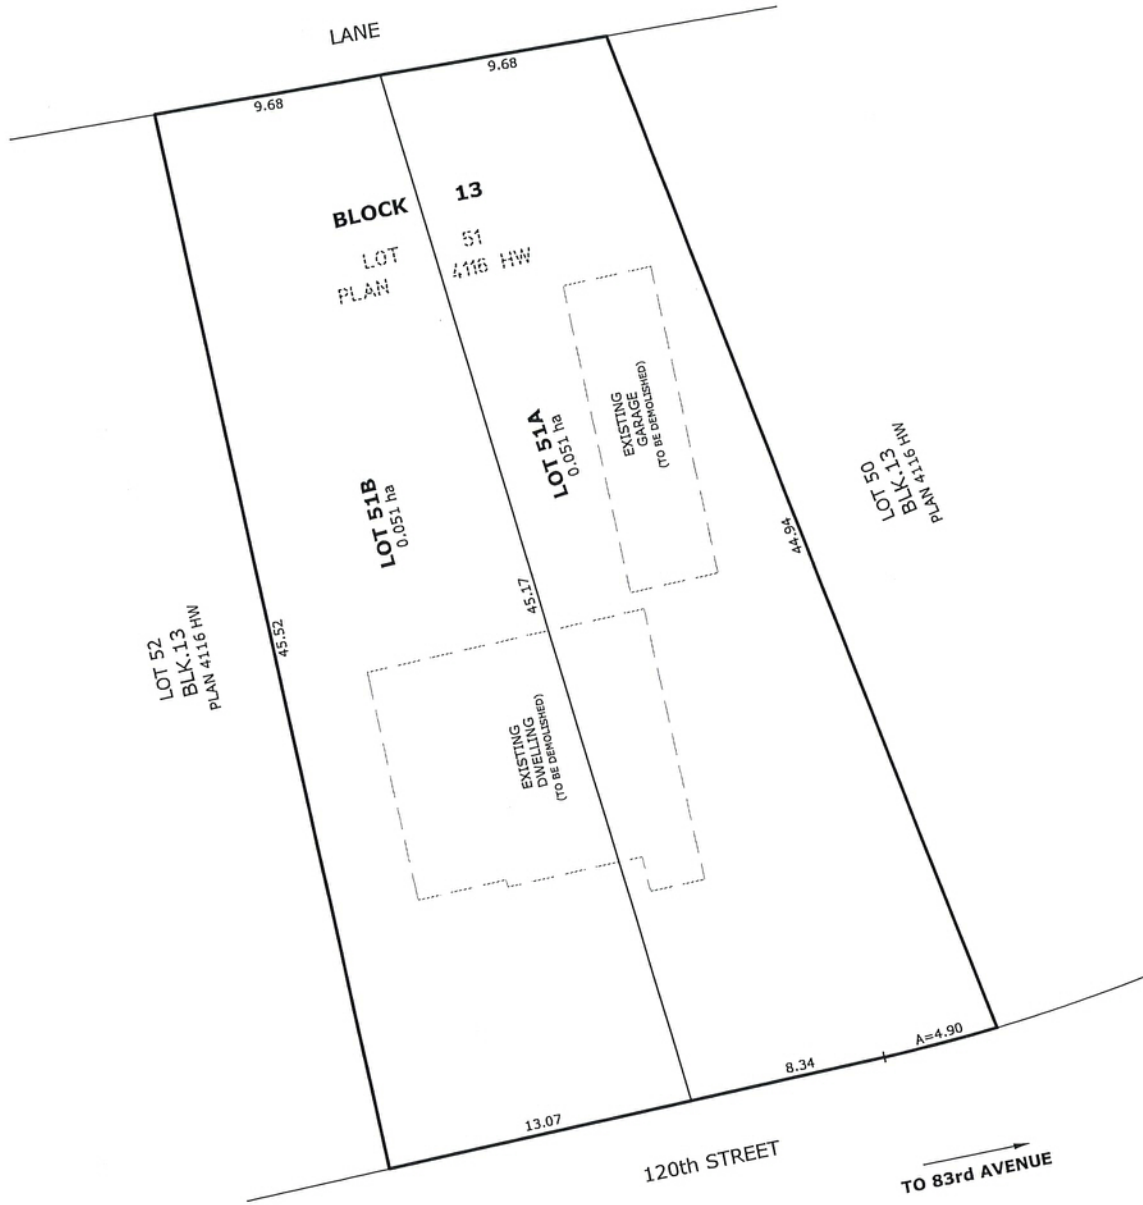 LANE
9.68
9.68
BLOCK 13
LOT 51
PLAN 4116 HW
EXISTING
GARAGE
(TO BE DEMOLISHED)
LOT 51A
0.051 ha
LOT 51B
0.051 ha
LOT 50
BLK.13
PLAN 4116 HW
44.94
45.17
45.52
LOT 52
BLK.13
PLAN 4116 HW
EXISTING
DWELLING
(TO BE DEMOLISHED)
A=4.90
8.34
13.07
120th STREET
TO 83rd AVENUE